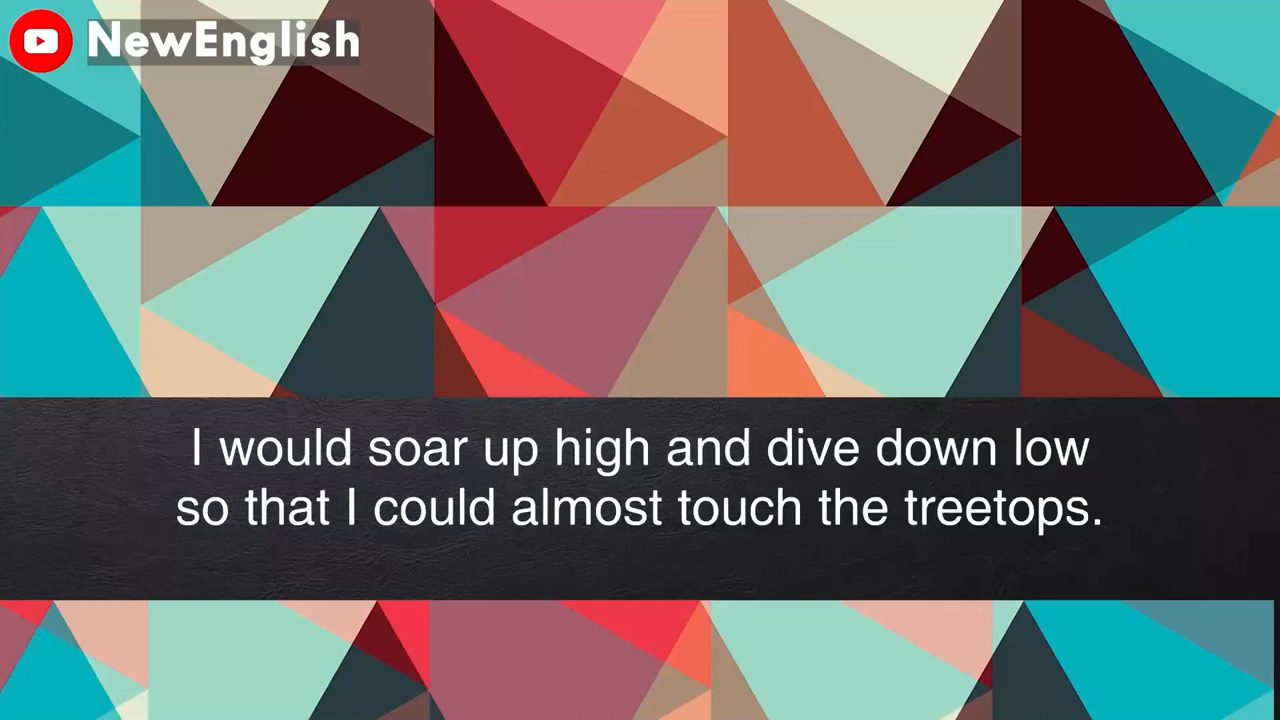 NewEnglish
I would soar up high and dive down low
so that I could almost touch the treetops.